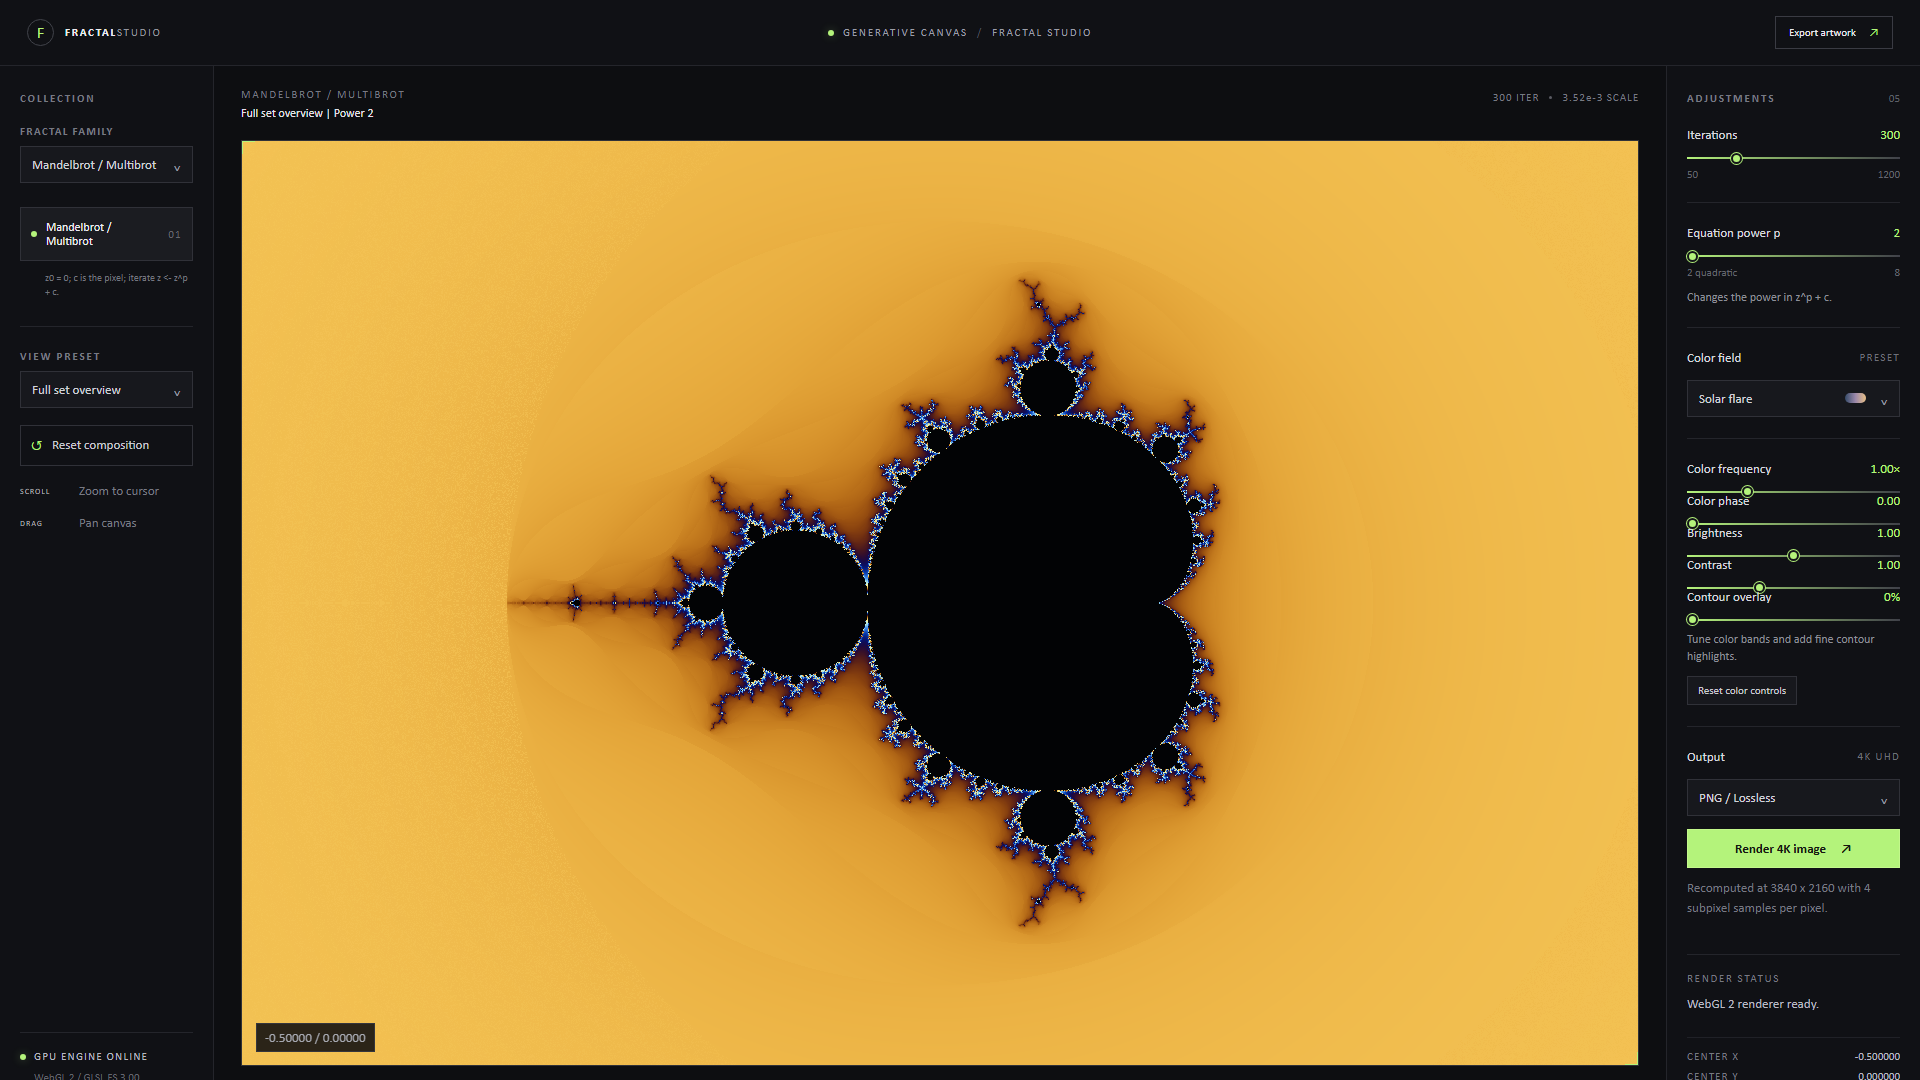 F FRACTALSTUDIO
GENERATIVE CANVAS / FRACTAL STUDIO
Export artwork
COLLECTION
FRACTAL FAMILY
Mandelbrot / Multibrot
Mandelbrot /
Multibrot
01
z0 = 0; c is the pixel; iterate z <- z^p
+ c.
VIEW PRESET
Full set overview
Reset composition
SCROLL Zoom to cursor
DRAG Pan canvas
GPU ENGINE ONLINE
WebGL 2 / GLSL ES 3.00
MANDELBROT / MULTIBROT
Full set overview | Power 2
300 ITER • 3.52e-3 SCALE
-0.50000 / 0.00000
ADJUSTMENTS 05
Iterations 300
50 1200
Equation power p 2
2 quadratic 8
Changes the power in z^p + c.
Color field PRESET
Solar flare
Color frequency 1.00×
Color phase 0.00
Brightness 1.00
Contrast 1.00
Contour overlay 0%
Tune color bands and add fine contour
highlights.
Reset color controls
Output 4K UHD
PNG / Lossless
Render 4K image
Recomputed at 3840 x 2160 with 4
subpixel samples per pixel.
RENDER STATUS
WebGL 2 renderer ready.
CENTER X -0.500000
CENTER Y 0.000000